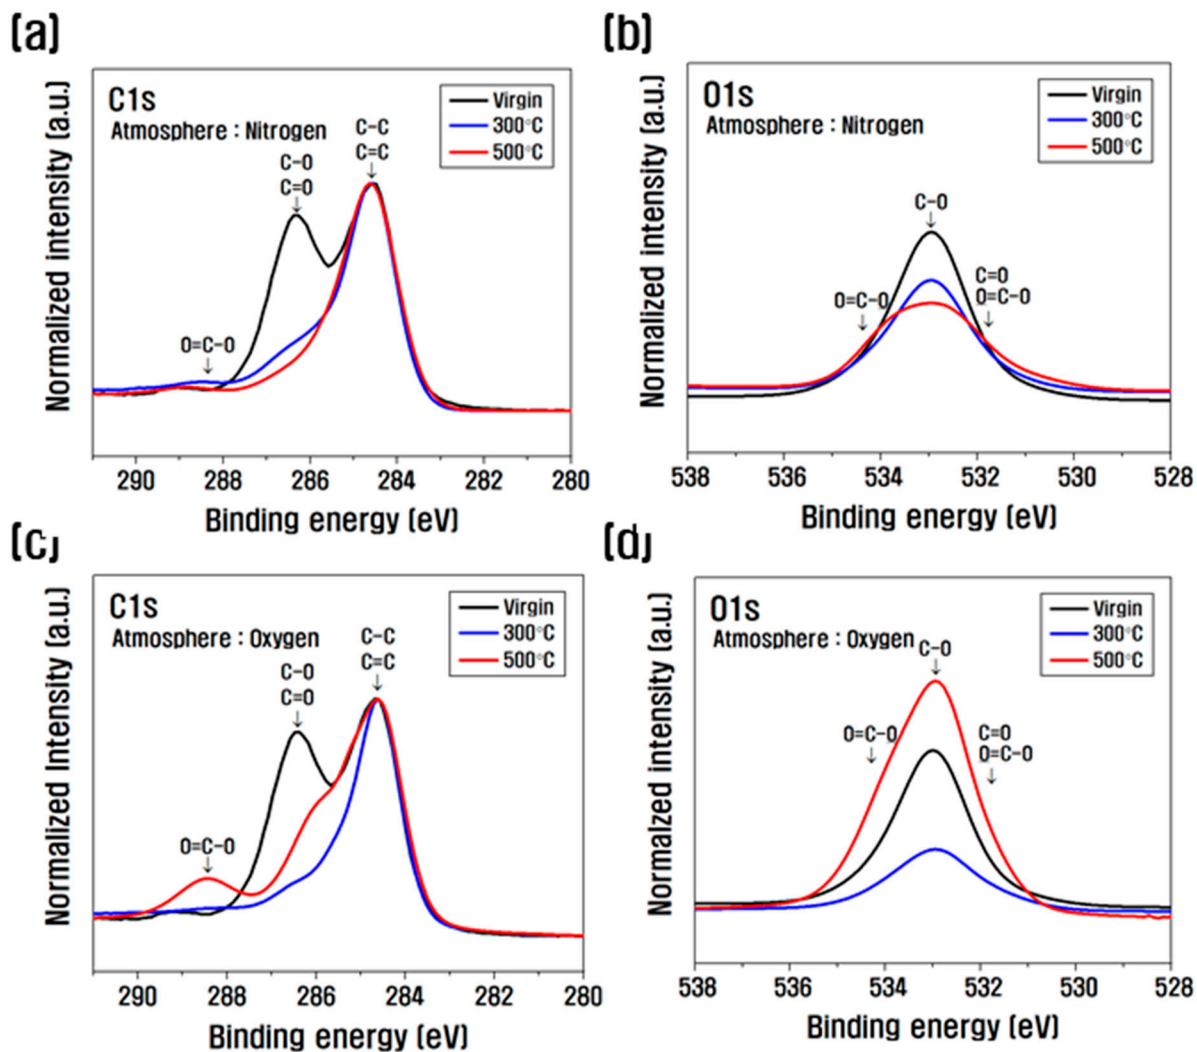 (a)
C1s
Atmosphere : Nitrogen
Virgin
300°C
500°C
C-C
C=C
C-O
C=O
O=C-O
Normalized intensity (a.u.)
290 288 286 284 282 280
Binding energy (eV)
(b)
O1s
Atmosphere : Nitrogen
Virgin
300°C
500°C
C-O
C=O
O=C-O
O=C-O
Normalized intensity (a.u.)
538 536 534 532 530 528
Binding energy (eV)
(c)
C1s
Atmosphere : Oxygen
Virgin
300°C
500°C
C-C
C=C
C-O
C=O
O=C-O
Normalized Intensity (a.u.)
290 288 286 284 282 280
Binding energy (eV)
(d)
O1s
Atmosphere : Oxygen
Virgin
300°C
500°C
C-O
O=C-O
C=O
O=C-O
Normalzed intensity (a.u.)
538 536 534 532 530 528
Binding energy (eV)